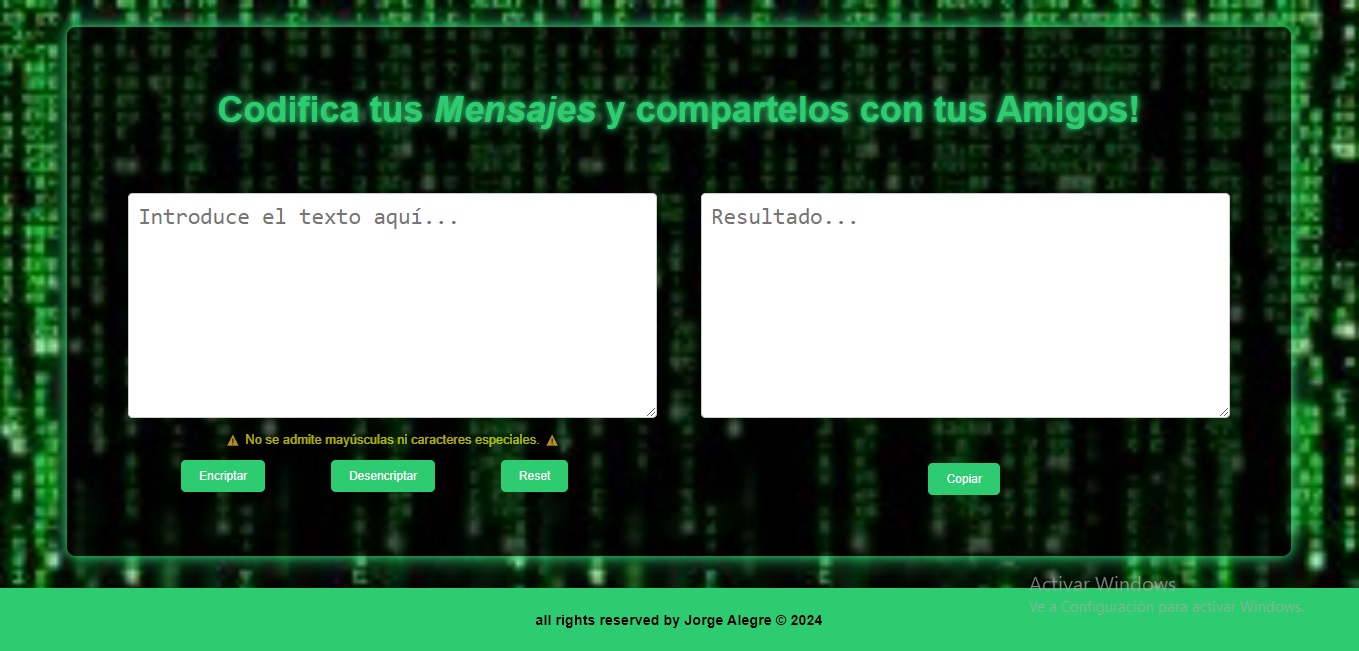 Codifica tus Mensajes y compartelos con tus Amigos!
Introduce el texto aquí...
Resultado...
⚠ No se admite mayúsculas ni caracteres especiales. ⚠
Encriptar
Desencriptar
Reset
Copiar
Activar Windows
Ve a Configuración para activar Windows.
all rights reserved by Jorge Alegre © 2024